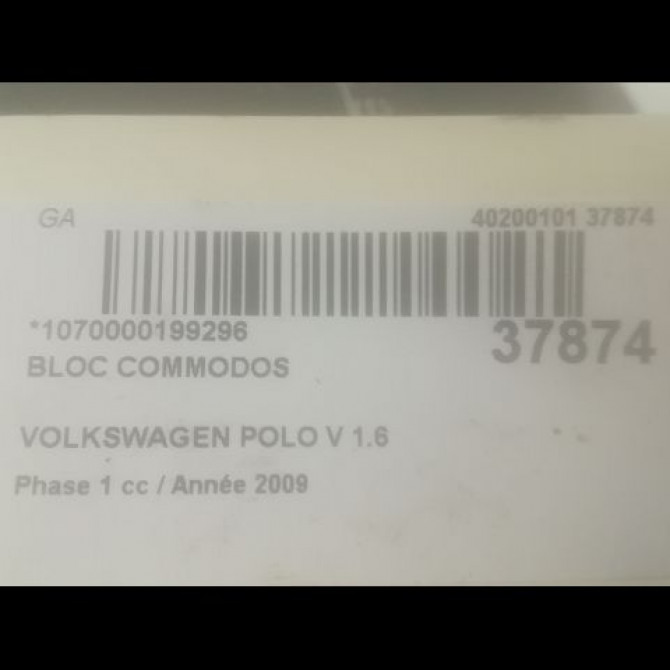 GA 40200101 37874
*1070000199296 37874
BLOC COMMODOS
VOLKSWAGEN POLO V 1.6
Phase 1 cc / Année 2009